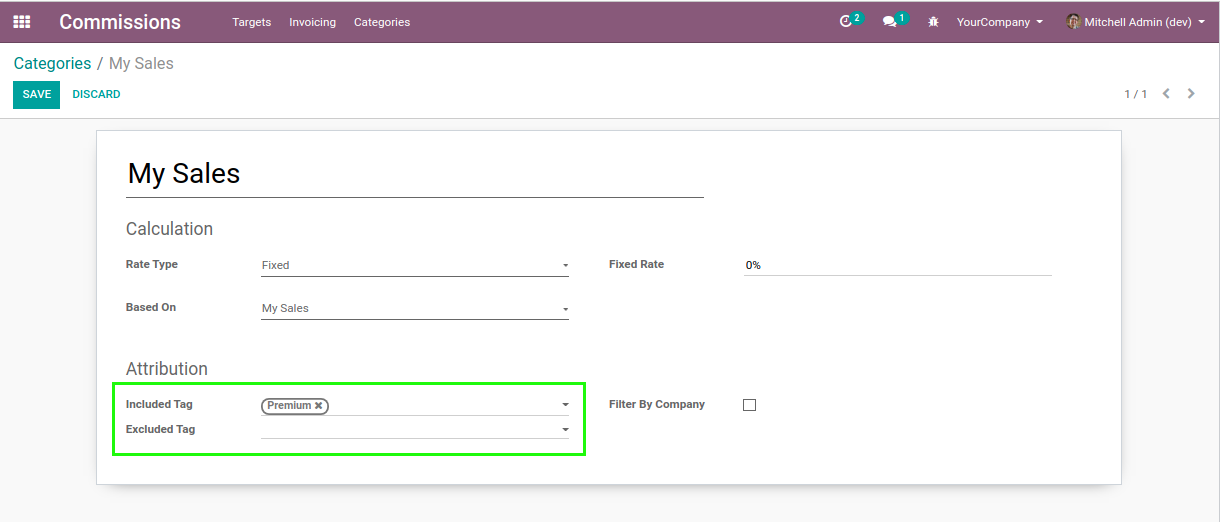 Commissions Targets Invoicing Categories 2 1 YourCompany Mitchell Admin (dev)
Categories / My Sales
SAVE DISCARD 1 / 1
My Sales
Calculation
Rate Type Fixed Fixed Rate 0%
Based On My Sales
Attribution
Included Tag Premium ✖ Filter By Company
Excluded Tag